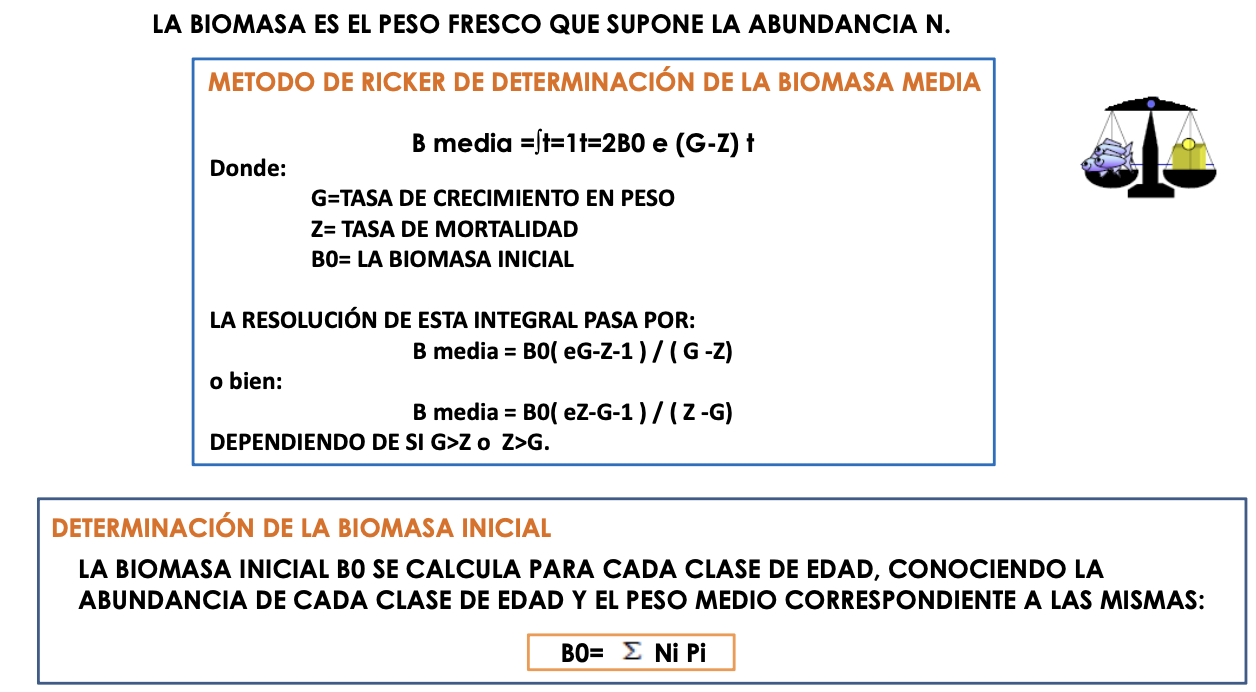 LA BIOMASA ES EL PESO FRESCO QUE SUPONE LA ABUNDANCIA N.
METODO DE RICKER DE DETERMINACIÓN DE LA BIOMASA MEDIA
B media =∫t=1t=2B0 e (G-Z) t
Donde:
G=TASA DE CRECIMIENTO EN PESO
Z= TASA DE MORTALIDAD
B0= LA BIOMASA INICIAL
LA RESOLUCIÓN DE ESTA INTEGRAL PASA POR:
B media = B0( eG-Z-1 ) / ( G -Z)
o bien:
B media = B0( eZ-G-1 ) / ( Z -G)
DEPENDIENDO DE SI G>Z o  Z>G.
DETERMINACIÓN DE LA BIOMASA INICIAL
LA BIOMASA INICIAL B0 SE CALCULA PARA CADA CLASE DE EDAD, CONOCIENDO LA
ABUNDANCIA DE CADA CLASE DE EDAD Y EL PESO MEDIO CORRESPONDIENTE A LAS MISMAS:
B0= Σ Ni Pi